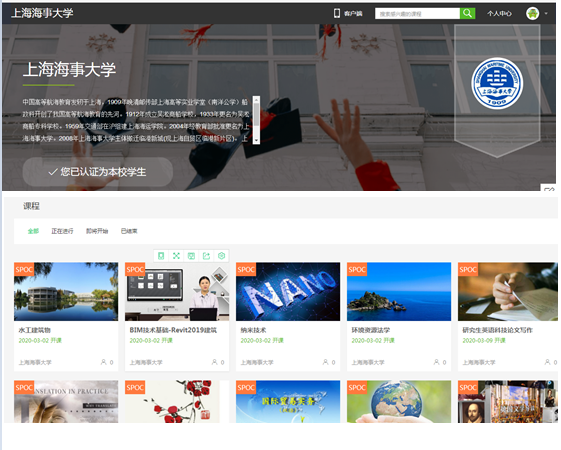 上海海事大学
客户端
搜索感兴趣的课程
个人中心
上海海事大学
中国高等航海教育发轫于上海，1909年晚清邮传部上海高等实业学堂（南洋公学）船
政科开创了我国高等航海教育的先河。1912年成立吴淞商船学校，1933年更名为吴淞
商船专科学校。1959年交通部在沪组建上海海运学院。2004年经教育部批准更名为上
海海事大学。2008年上海海事大学主体搬迁临港新城(现上海自贸区临港新片区)。上
上海海事大学
1909
您已认证为本校学生
课程
全部
正在进行
即将开始
已结束
SPOC
SPOC
SPOC
SPOC
SPOC
NANO
水工建筑物
2020-03-02 开课
上海海事大学
0
BIM技术基础-Revit2019建筑
2020-03-02 开课
上海海事大学
0
纳米技术
2020-03-02 开课
上海海事大学
0
环境资源法学
2020-03-02 开课
上海海事大学
0
研究生英语科技论文写作
2020-03-09 开课
上海海事大学
0
SPOC
SPOC
SPOC
SPOC
SPOC
TRANSLATION IN PRACTICE
国际贸易实务